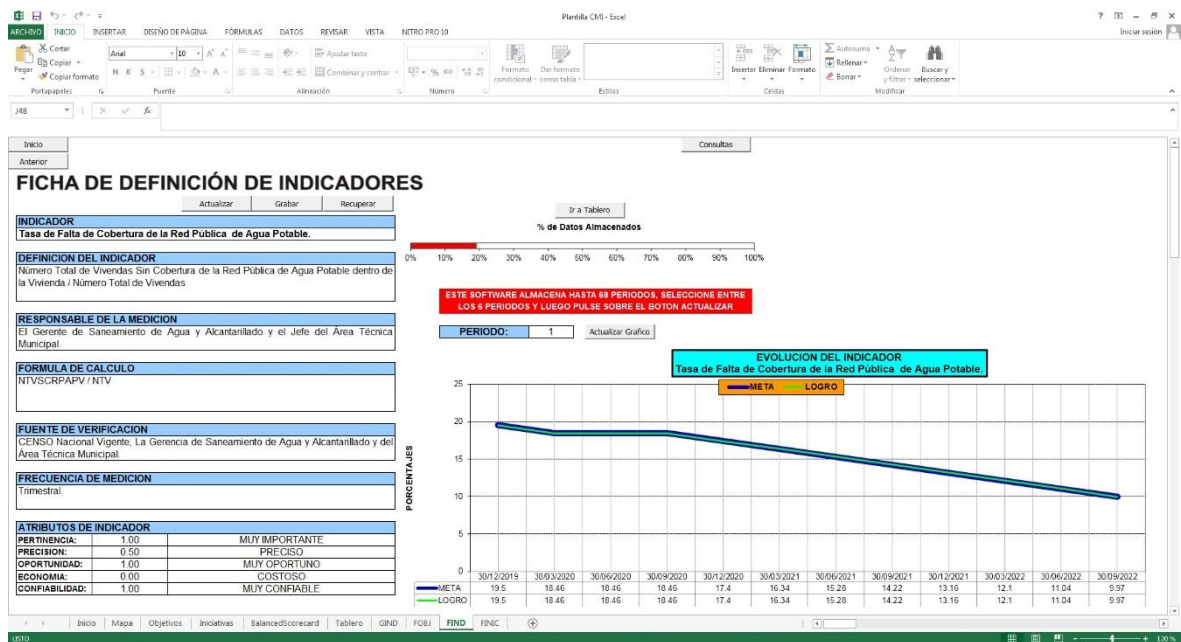 Plantilla CMI - Excel
ARCHIVO INICIO INSERTAR DISEÑO DE PÁGINA FÓRMULAS DATOS REVISAR VISTA NITRO PRO 10
Iniciar sesión
Cortar
Copiar
Copiar formato
Pegar
Portapapeles
Arial 10
N K S
Fuente
Ajustar texto
Combinar y centrar
Alineación
Número
Formato condicional
Dar formato como tabla
Estilos
Insertar Eliminar Formato
Celdas
Autosuma
Rellenar
Borrar
Ordenar y filtrar
Buscar y seleccionar
Modificar
J48
Inicio
Anterior
Consultas
FICHA DE DEFINICIÓN DE INDICADORES
Actualizar Grabar Recuperar
INDICADOR
Tasa de Falta de Cobertura de la Red Pública de Agua Potable.
DEFINICION DEL INDICADOR
Número Total de Viviendas Sin Cobertura de la Red Pública de Agua Potable dentro de
la Vivienda / Número Total de Viviendas
RESPONSABLE DE LA MEDICION
El Gerente de Saneamiento de Agua y Alcantarillado y el Jefe del Área Técnica
Municipal.
FORMULA DE CALCULO
NTVSCRPAPV / NTV
FUENTE DE VERIFICACION
CENSO Nacional Vigente, La Gerencia de Saneamiento de Agua y Alcantarillado y del
Área Técnica Municipal.
FRECUENCIA DE MEDICION
Trimestral.
ATRIBUTOS DE INDICADOR
PERTINENCIA: 1.00 MUY IMPORTANTE
PRECISION: 0.50 PRECISO
OPORTUNIDAD: 1.00 MUY OPORTUNO
ECONOMIA: 0.00 COSTOSO
CONFIABILIDAD: 1.00 MUY CONFIABLE
Ir a Tablero
% de Datos Almacenados
0% 10% 20% 30% 40% 50% 60% 70% 80% 90% 100%
ESTE SOFTWARE ALMACENA HASTA 68 PERIODOS, SELECCIONE ENTRE
LOS 6 PERIODOS Y LUEGO PULSE SOBRE EL BOTON ACTUALIZAR
PERIODO: 1 Actualizar Grafico
EVOLUCION DEL INDICADOR
Tasa de Falta de Cobertura de la Red Pública de Agua Potable.
META LOGRO
PORCENTAJES
25
20
15
10
5
0
30/12/2019 30/03/2020 30/06/2020 30/09/2020 30/12/2020 30/03/2021 30/06/2021 30/09/2021 30/12/2021 30/03/2022 30/06/2022 30/09/2022
META 19.5 18.46 18.46 18.46 17.4 16.34 15.28 14.22 13.16 12.1 11.04 9.97
LOGRO 19.5 18.46 18.46 18.46 17.4 16.34 15.28 14.22 13.16 12.1 11.04 9.97
Inicio Mapa Objetivos Iniciativas BalancedScorecard Tablero GIND FOBJ FIND FINIC
LISTO
120 %